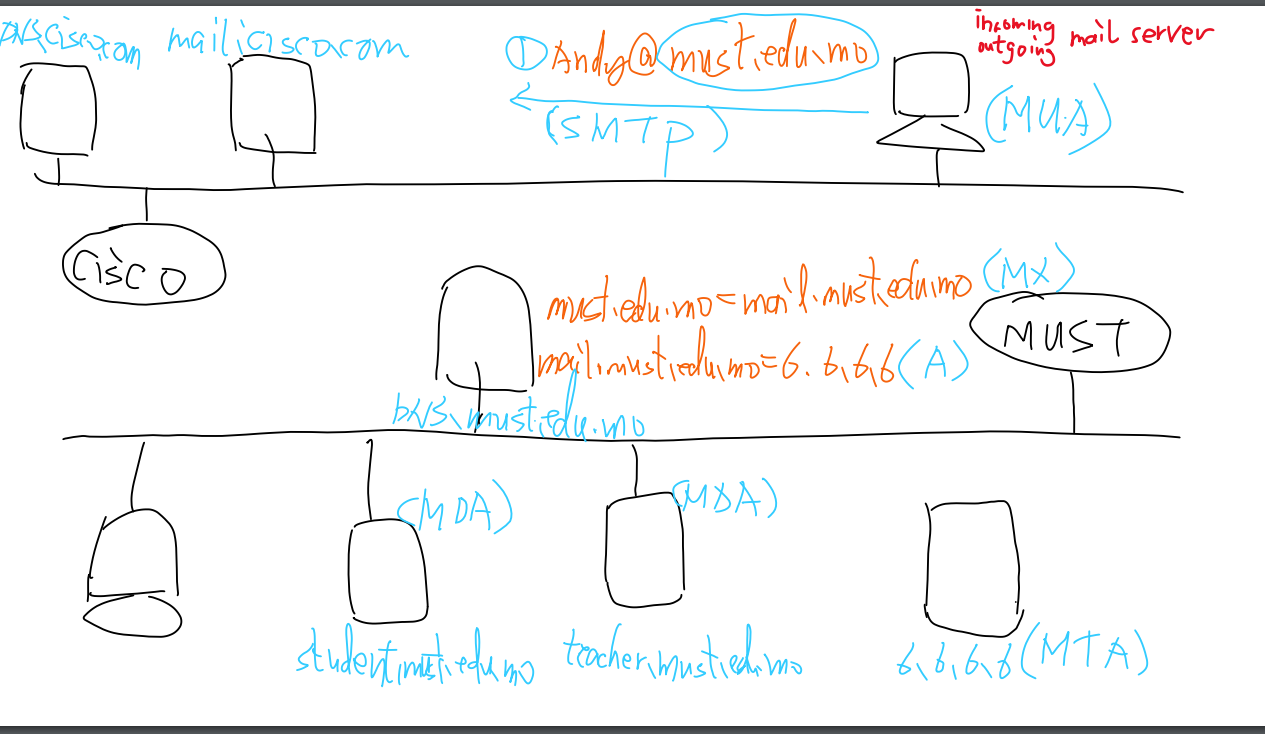 DNS.cisco.com
mail.cisco.com
① Andy@must.edu.mo
incoming
outgoing mail server
(SMTP)
(MUA)
cisco
must.edu.mo=mail.must.edu.mo (MX)
MUST
mail.must.edu.mo=6.6.6.6 (A)
DNS.must.edu.mo
(MDA)
(MDA)
student.must.edu.mo
teacher.must.edu.mo
6.6.6.6 (MTA)